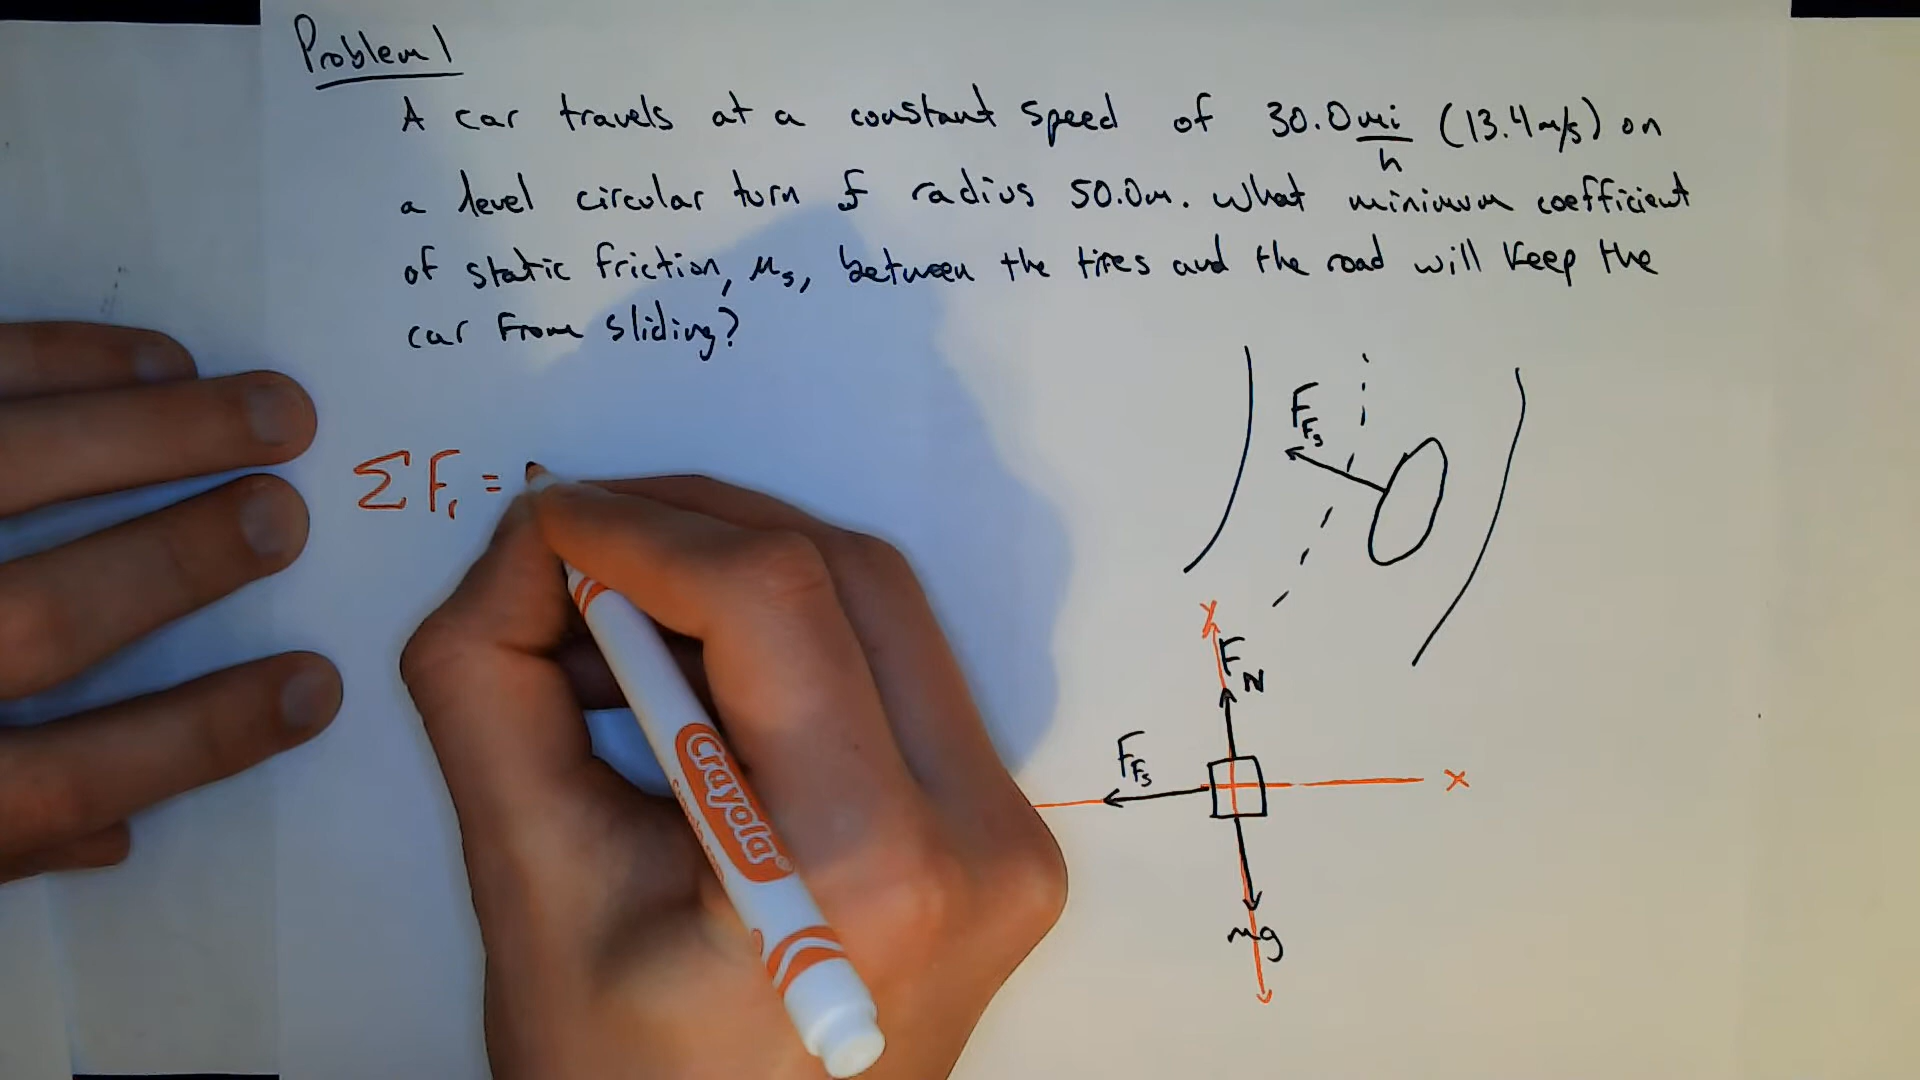 Problem 1
A car travels at a constant speed of 30.0 mi/h (13.4 m/s) on
a level circular turn of radius 50.0m. What minimum coefficient
of static friction, μs, between the tires and the road will keep the
car from sliding?
F_Fs
ΣF_r =
y
F_N
F_Fs
x
mg
Crayola®